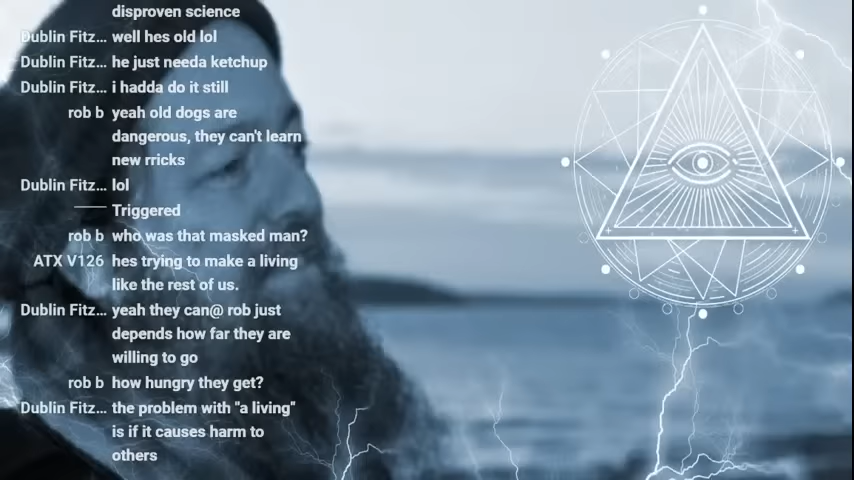 disproven science
Dublin Fitz... well hes old lol
Dublin Fitz... he just needa ketchup
Dublin Fitz... i hadda do it still
rob b yeah old dogs are
dangerous, they can't learn
new rricks
Dublin Fitz... lol
Triggered
rob b who was that masked man?
ATX V126 hes trying to make a living
like the rest of us.
Dublin Fitz... yeah they can@ rob just
depends how far they are
willing to go
rob b how hungry they get?
Dublin Fitz... the problem with "a living"
is if it causes harm to
others